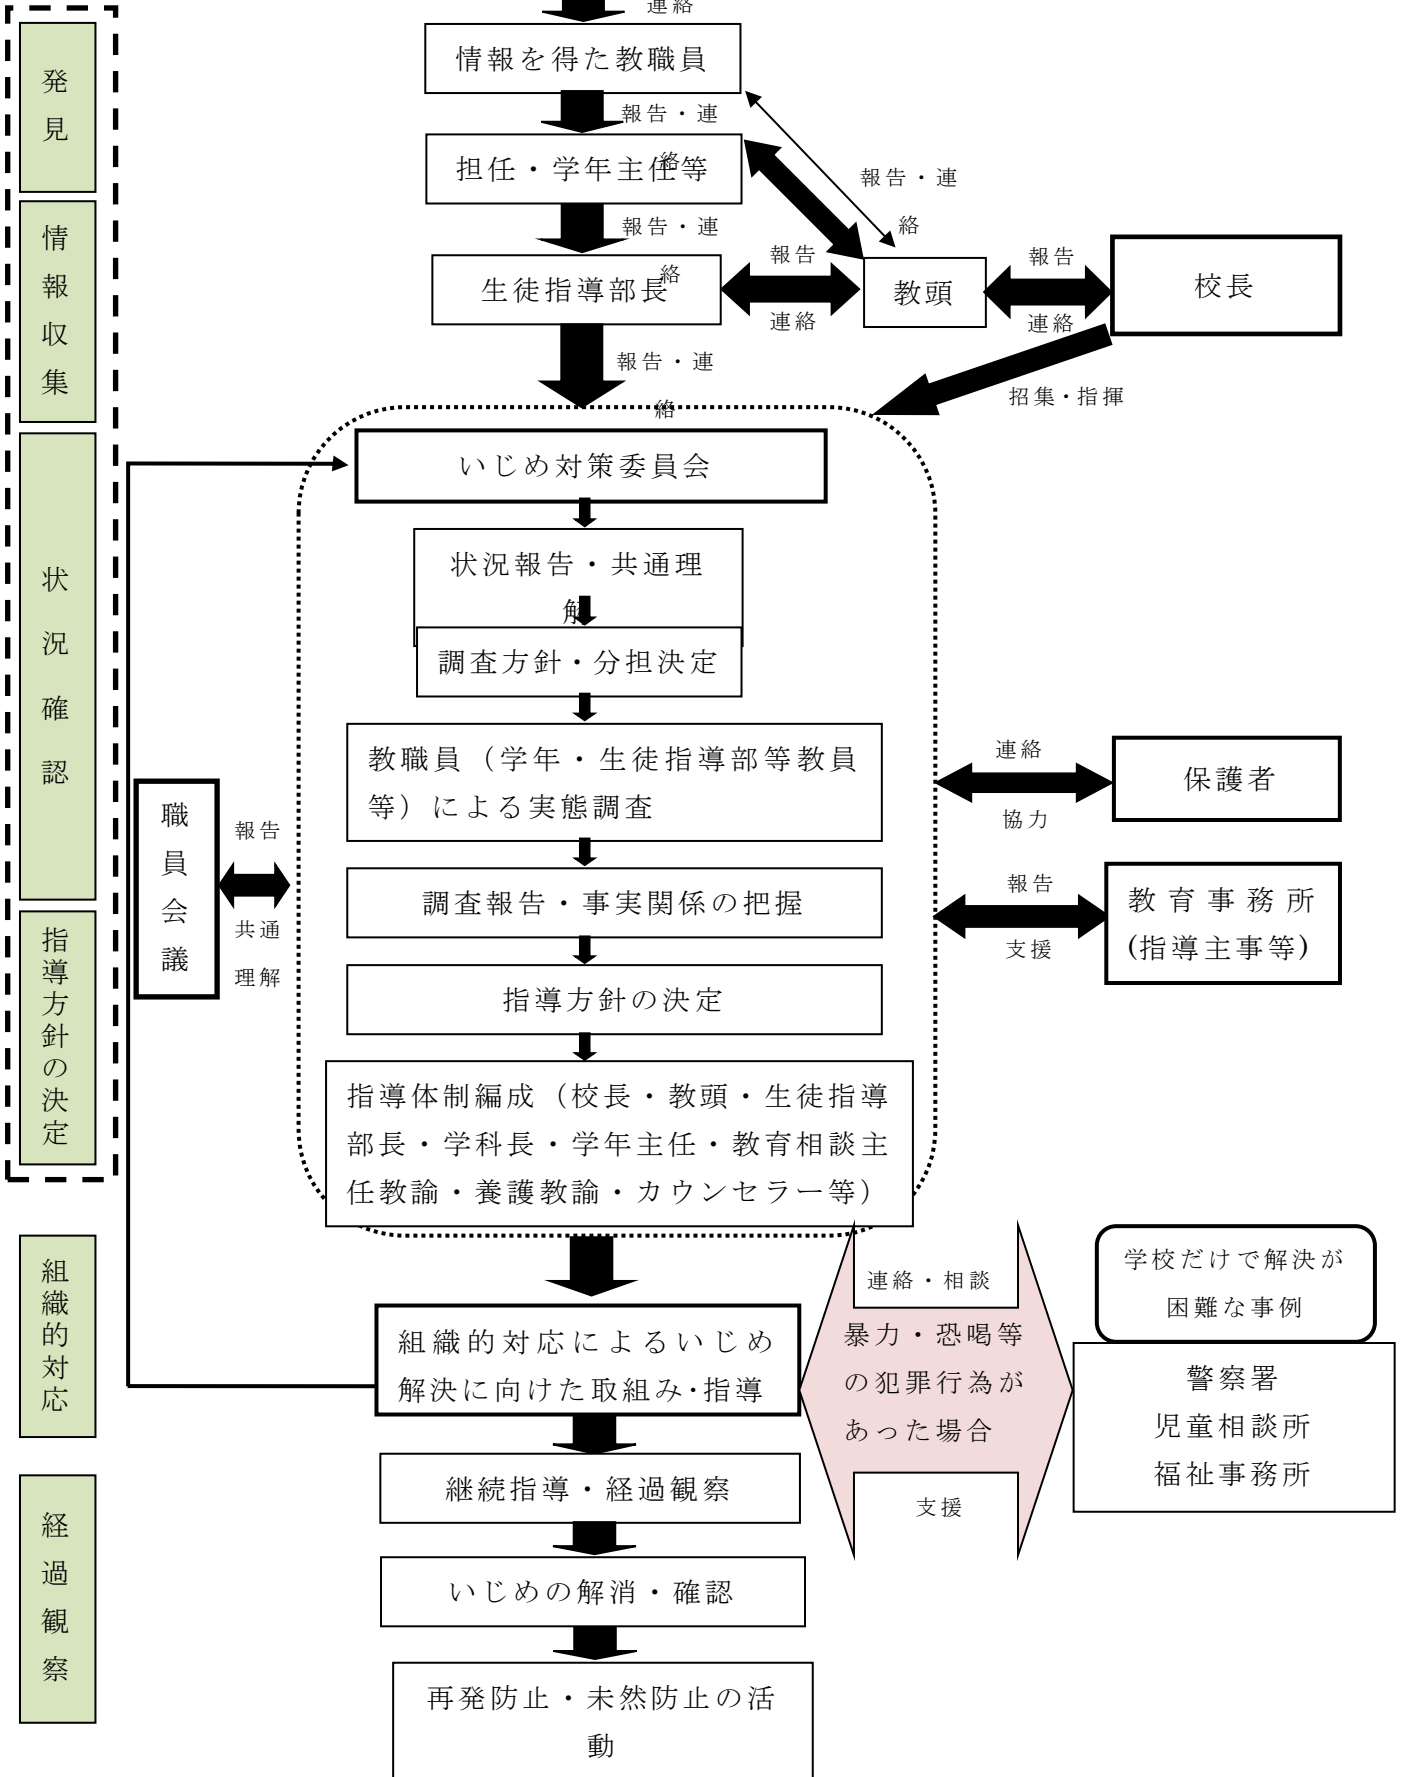 連絡
情報を得た教職員
報告・連
絡
担任・学年主任等
報告・連
絡
報告・連
絡
生徒指導部長
報告
連絡
教頭
報告
連絡
校長
招集・指揮
報告・連
絡
いじめ対策委員会
状況報告・共通理
解
調査方針・分担決定
教職員（学年・生徒指導部等教員
等）による実態調査
調査報告・事実関係の把握
指導方針の決定
指導体制編成（校長・教頭・生徒指導
部長・学科長・学年主任・教育相談主
任教諭・養護教諭・カウンセラー等）
職員会議
報告
共通
理解
連絡
協力
保護者
報告
支援
教育事務所
(指導主事等)
組織的対応によるいじめ
解決に向けた取組み・指導
連絡・相談
暴力・恐喝等
の犯罪行為が
あった場合
支援
学校だけで解決が
困難な事例
警察署
児童相談所
福祉事務所
継続指導・経過観察
いじめの解消・確認
再発防止・未然防止の活
動
発見
情報収集
状況確認
指導方針の決定
組織的対応
経過観察